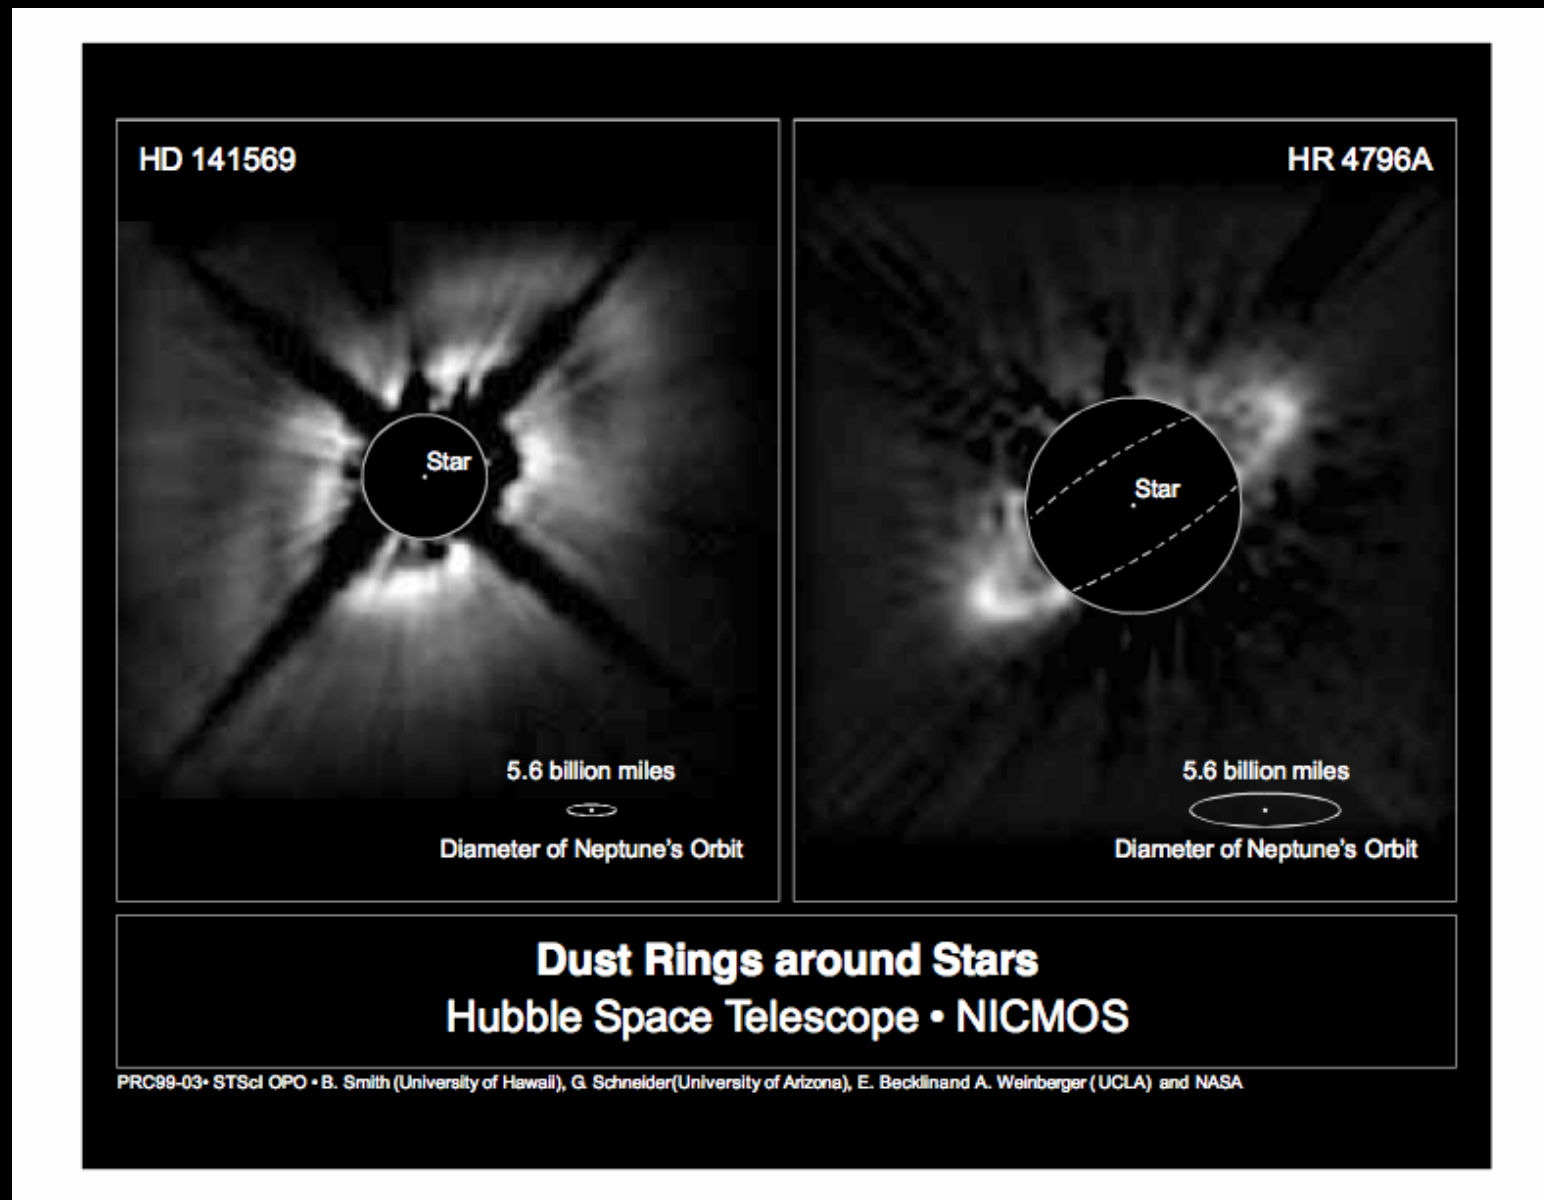 HD 141569
Star
5.6 billion miles
Diameter of Neptune's Orbit
HR 4796A
Star
5.6 billion miles
Diameter of Neptune's Orbit
Dust Rings around Stars
Hubble Space Telescope • NICMOS
PRC99-03• STScI OPO • B. Smith (University of Hawaii), G. Schneider(University of Arizona), E. Becklinand A. Weinberger ( UCLA) and NASA